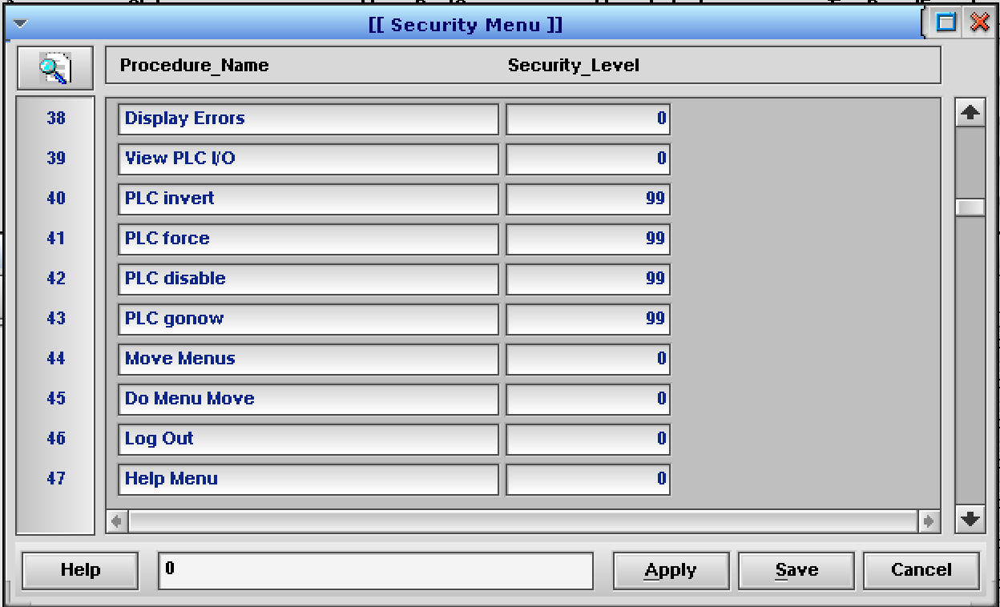 [[ Security Menu ]]
Procedure_Name Security_Level
38 Display Errors 0
39 View PLC I/O 0
40 PLC invert 99
41 PLC force 99
42 PLC disable 99
43 PLC gonow 99
44 Move Menus 0
45 Do Menu Move 0
46 Log Out 0
47 Help Menu 0
Help 0 Apply Save Cancel